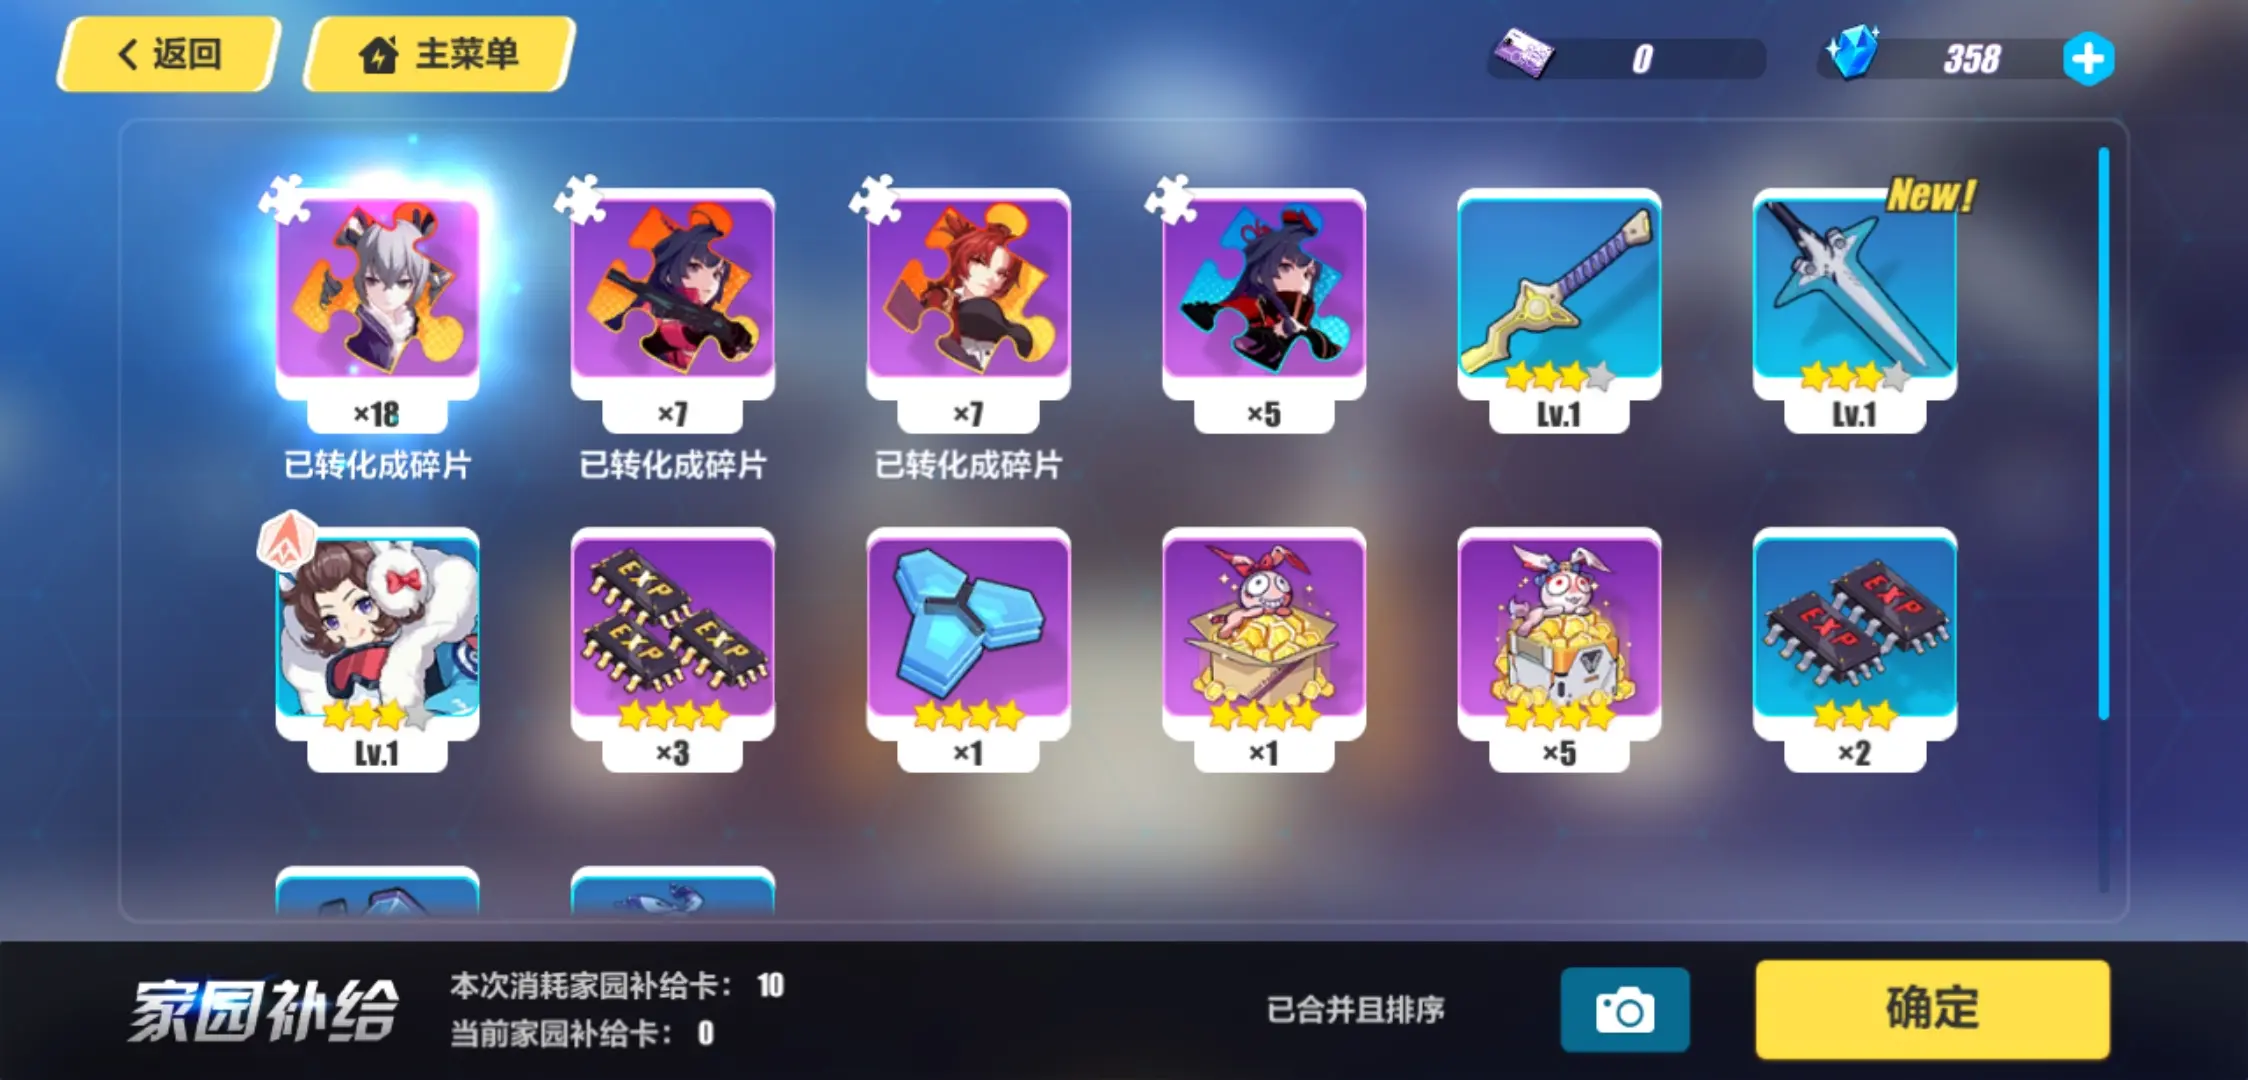 返回
主菜单
0
358
New!
×18
×7
×7
×5
Lv.1
Lv.1
已转化成碎片
已转化成碎片
已转化成碎片
EXP
EXP
EXP
EXP
EXP
Lv.1
×3
×1
×1
×5
×2
家园补给
本次消耗家园补给卡： 10
当前家园补给卡： 0
已合并且排序
确定